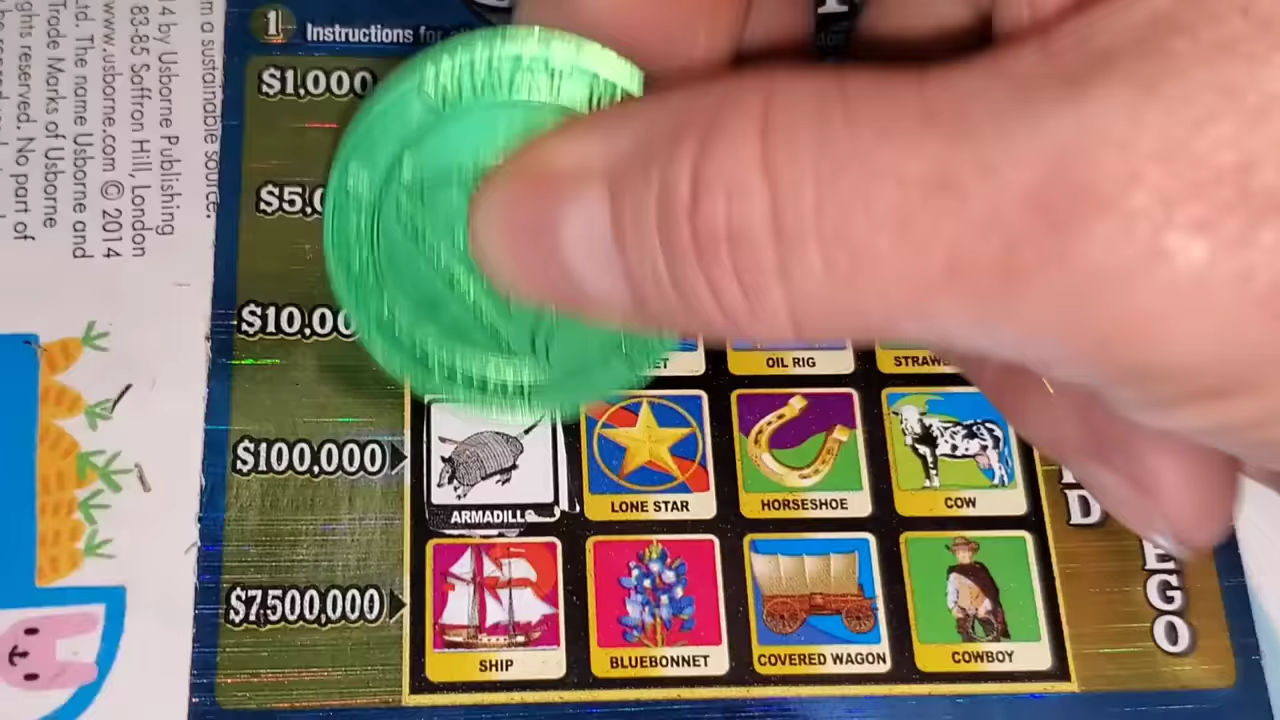 1 Instructions for
$1,000
$5,0
$10,00
OIL RIG
$100,000
ARMADILLO
LONE STAR
HORSESHOE
COW
$7,500,000
SHIP
BLUEBONNET
COVERED WAGON
COWBOY
D
E
G
O
m a sustainable source.
4 by Usborne Publishing
83-85 Saffron Hill, London
www.usborne.com © 2014
td. The name Usborne and
Trade Marks of Usborne
ghts reserved. No part of